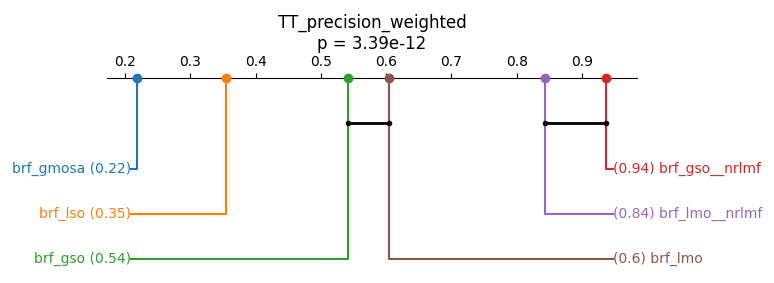 TT_precision_weighted
p = 3.39e-12
0.2 0.3 0.4 0.5 0.6 0.7 0.8 0.9
brf_gmosa (0.22) (0.94) brf_gso__nrlmf
brf_lso (0.35) (0.84) brf_lmo__nrlmf
brf_gso (0.54) (0.6) brf_lmo